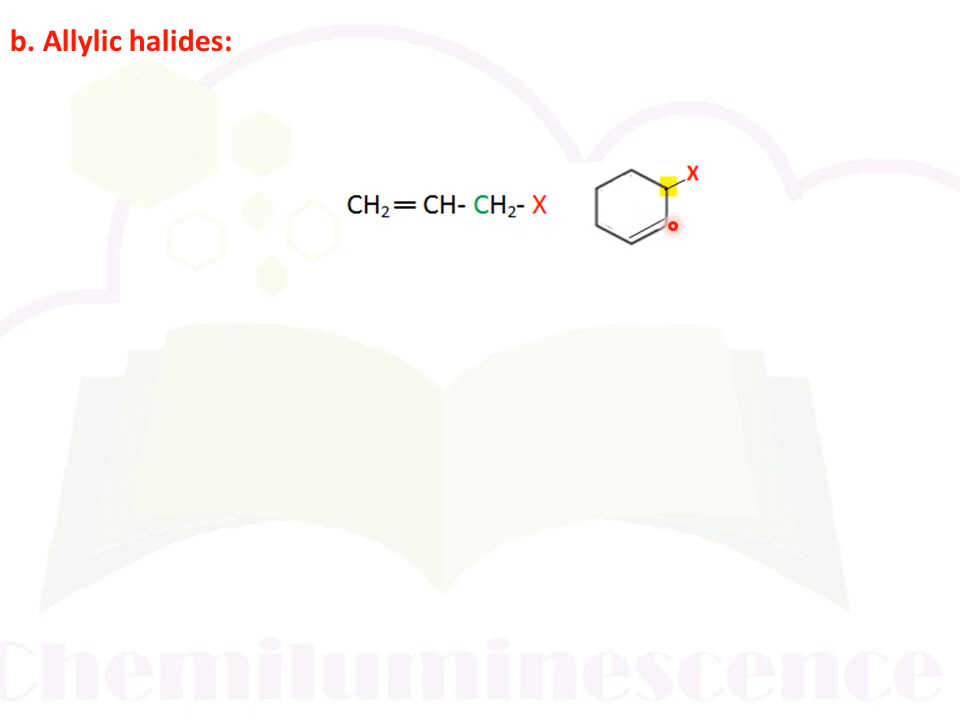 b. Allylic halides:
CH₂ = CH- CH₂- X
X
Chemiluminescence